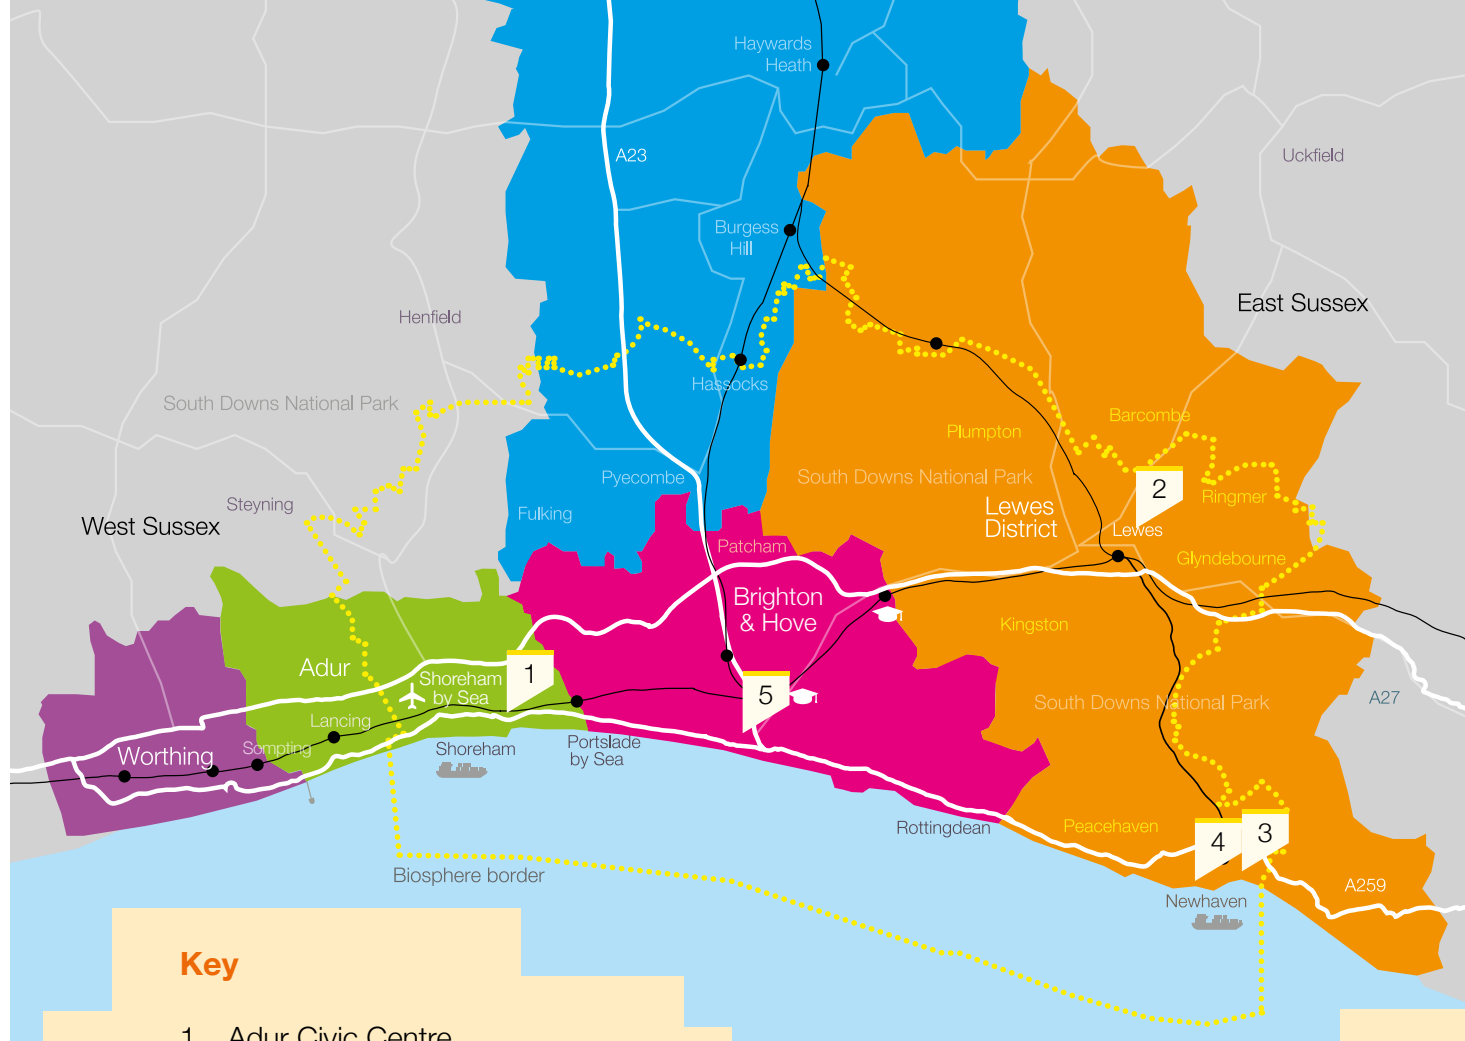 Haywards
Heath
A23
Uckfield
Burgess
Hill
East Sussex
Henfield
Hassocks
South Downs National Park
Barcombe
Plumpton
Pyecombe
South Downs National Park
2
Ringmer
Steyning
Lewes
District
Fulking
West Sussex
Lewes
Patcham
Glyndebourne
Brighton
& Hove
Kingston
Adur
1
Shoreham
by Sea
5
South Downs National Park
A27
Lancing
Sompting
Worthing
Shoreham
Portslade
by Sea
Rottingdean
Peacehaven
4
3
Biosphere border
A259
Newhaven
Key
1 Adur Civic Centre